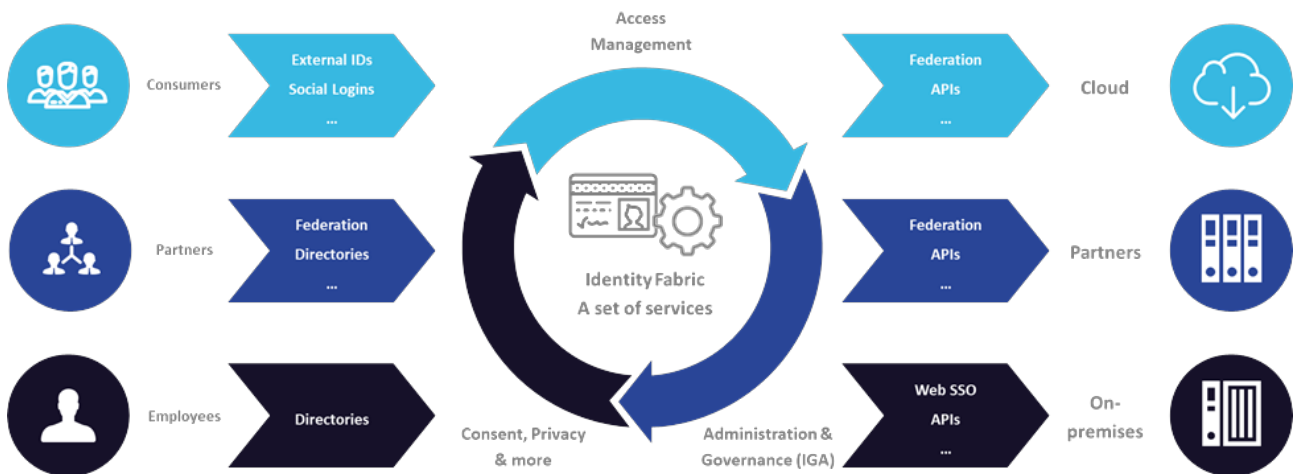 Access
Management
Consumers
External IDs
Social Logins
...
Federation
APIs
...
Cloud
Partners
Federation
Directories
...
Identity Fabric
A set of services
Federation
APIs
...
Partners
Employees
Directories
Consent, Privacy
& more
Administration &
Governance (IGA)
Web SSO
APIs
...
On-
premises